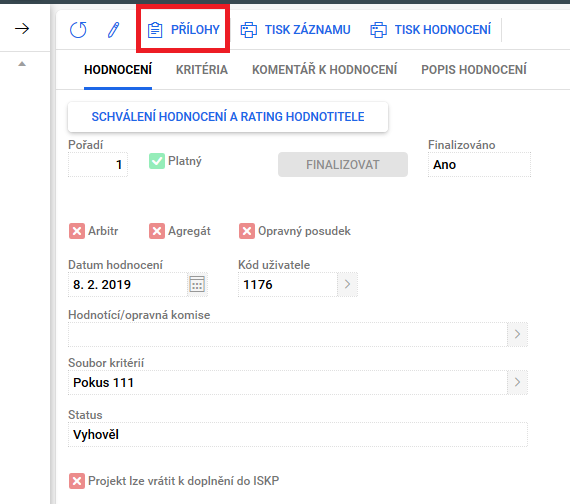 PŘÍLOHY TISK ZÁZNAMU TISK HODNOCENÍ
HODNOCENÍ KRITÉRIA KOMENTÁŘ K HODNOCENÍ POPIS HODNOCENÍ
SCHVÁLENÍ HODNOCENÍ A RATING HODNOTITELE
Pořadí Finalizováno
1 Platný FINALIZOVAT Ano
Arbitr Agregát Opravný posudek
Datum hodnocení Kód uživatele
8. 2. 2019 1176
Hodnotící/opravná komise
Soubor kritérií
Pokus 111
Status
Vyhověl
Projekt lze vrátit k doplnění do ISKP